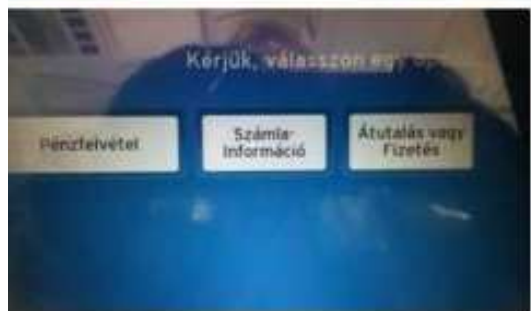 Kérjük, válasszon egy
Pénzfelvétel
Számla-
információ
Átutalás vagy
Fizetés